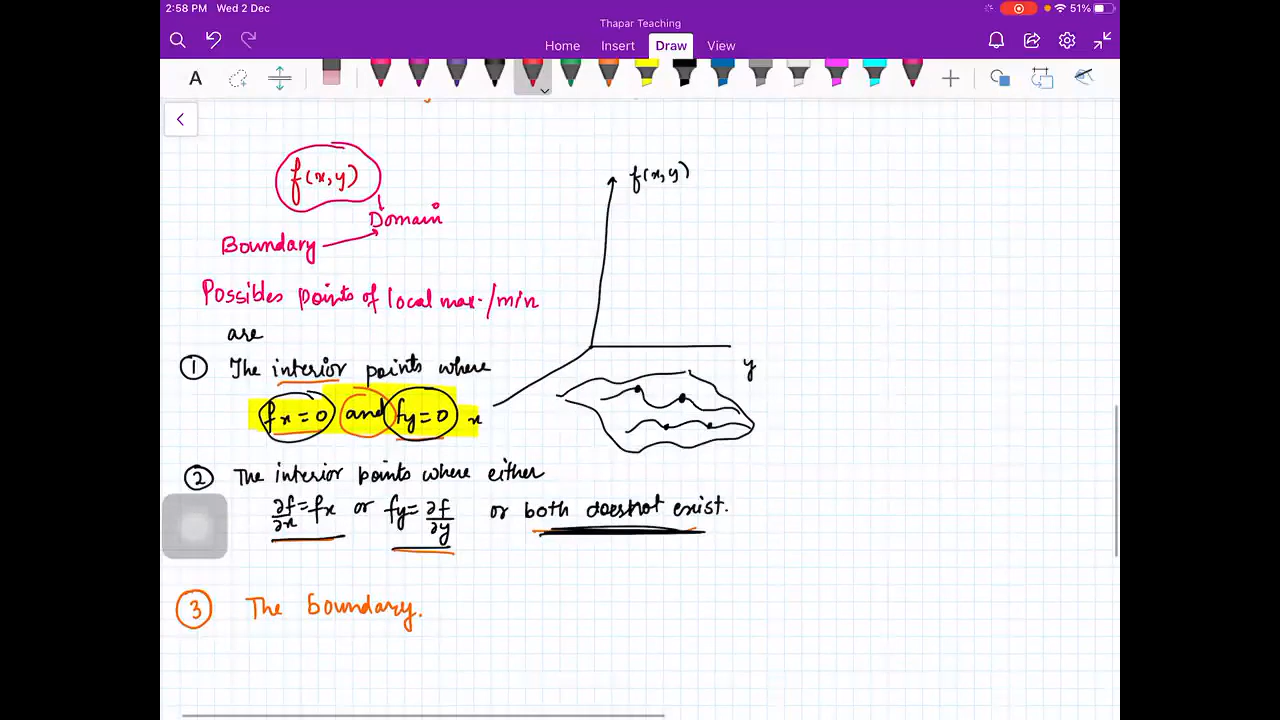 2:58 PM Wed 2 Dec
51%
Thapar Teaching
Home Insert Draw View
A
f(x,y)
Domain
Boundary
Possibles points of local max./min
are
① The interior points where
fx = 0 and fy = 0
② The interior points where either
∂f/∂x = fx or fy = ∂f/∂y or both doesnot exist.
③ The boundary.
f(x,y)
y
x